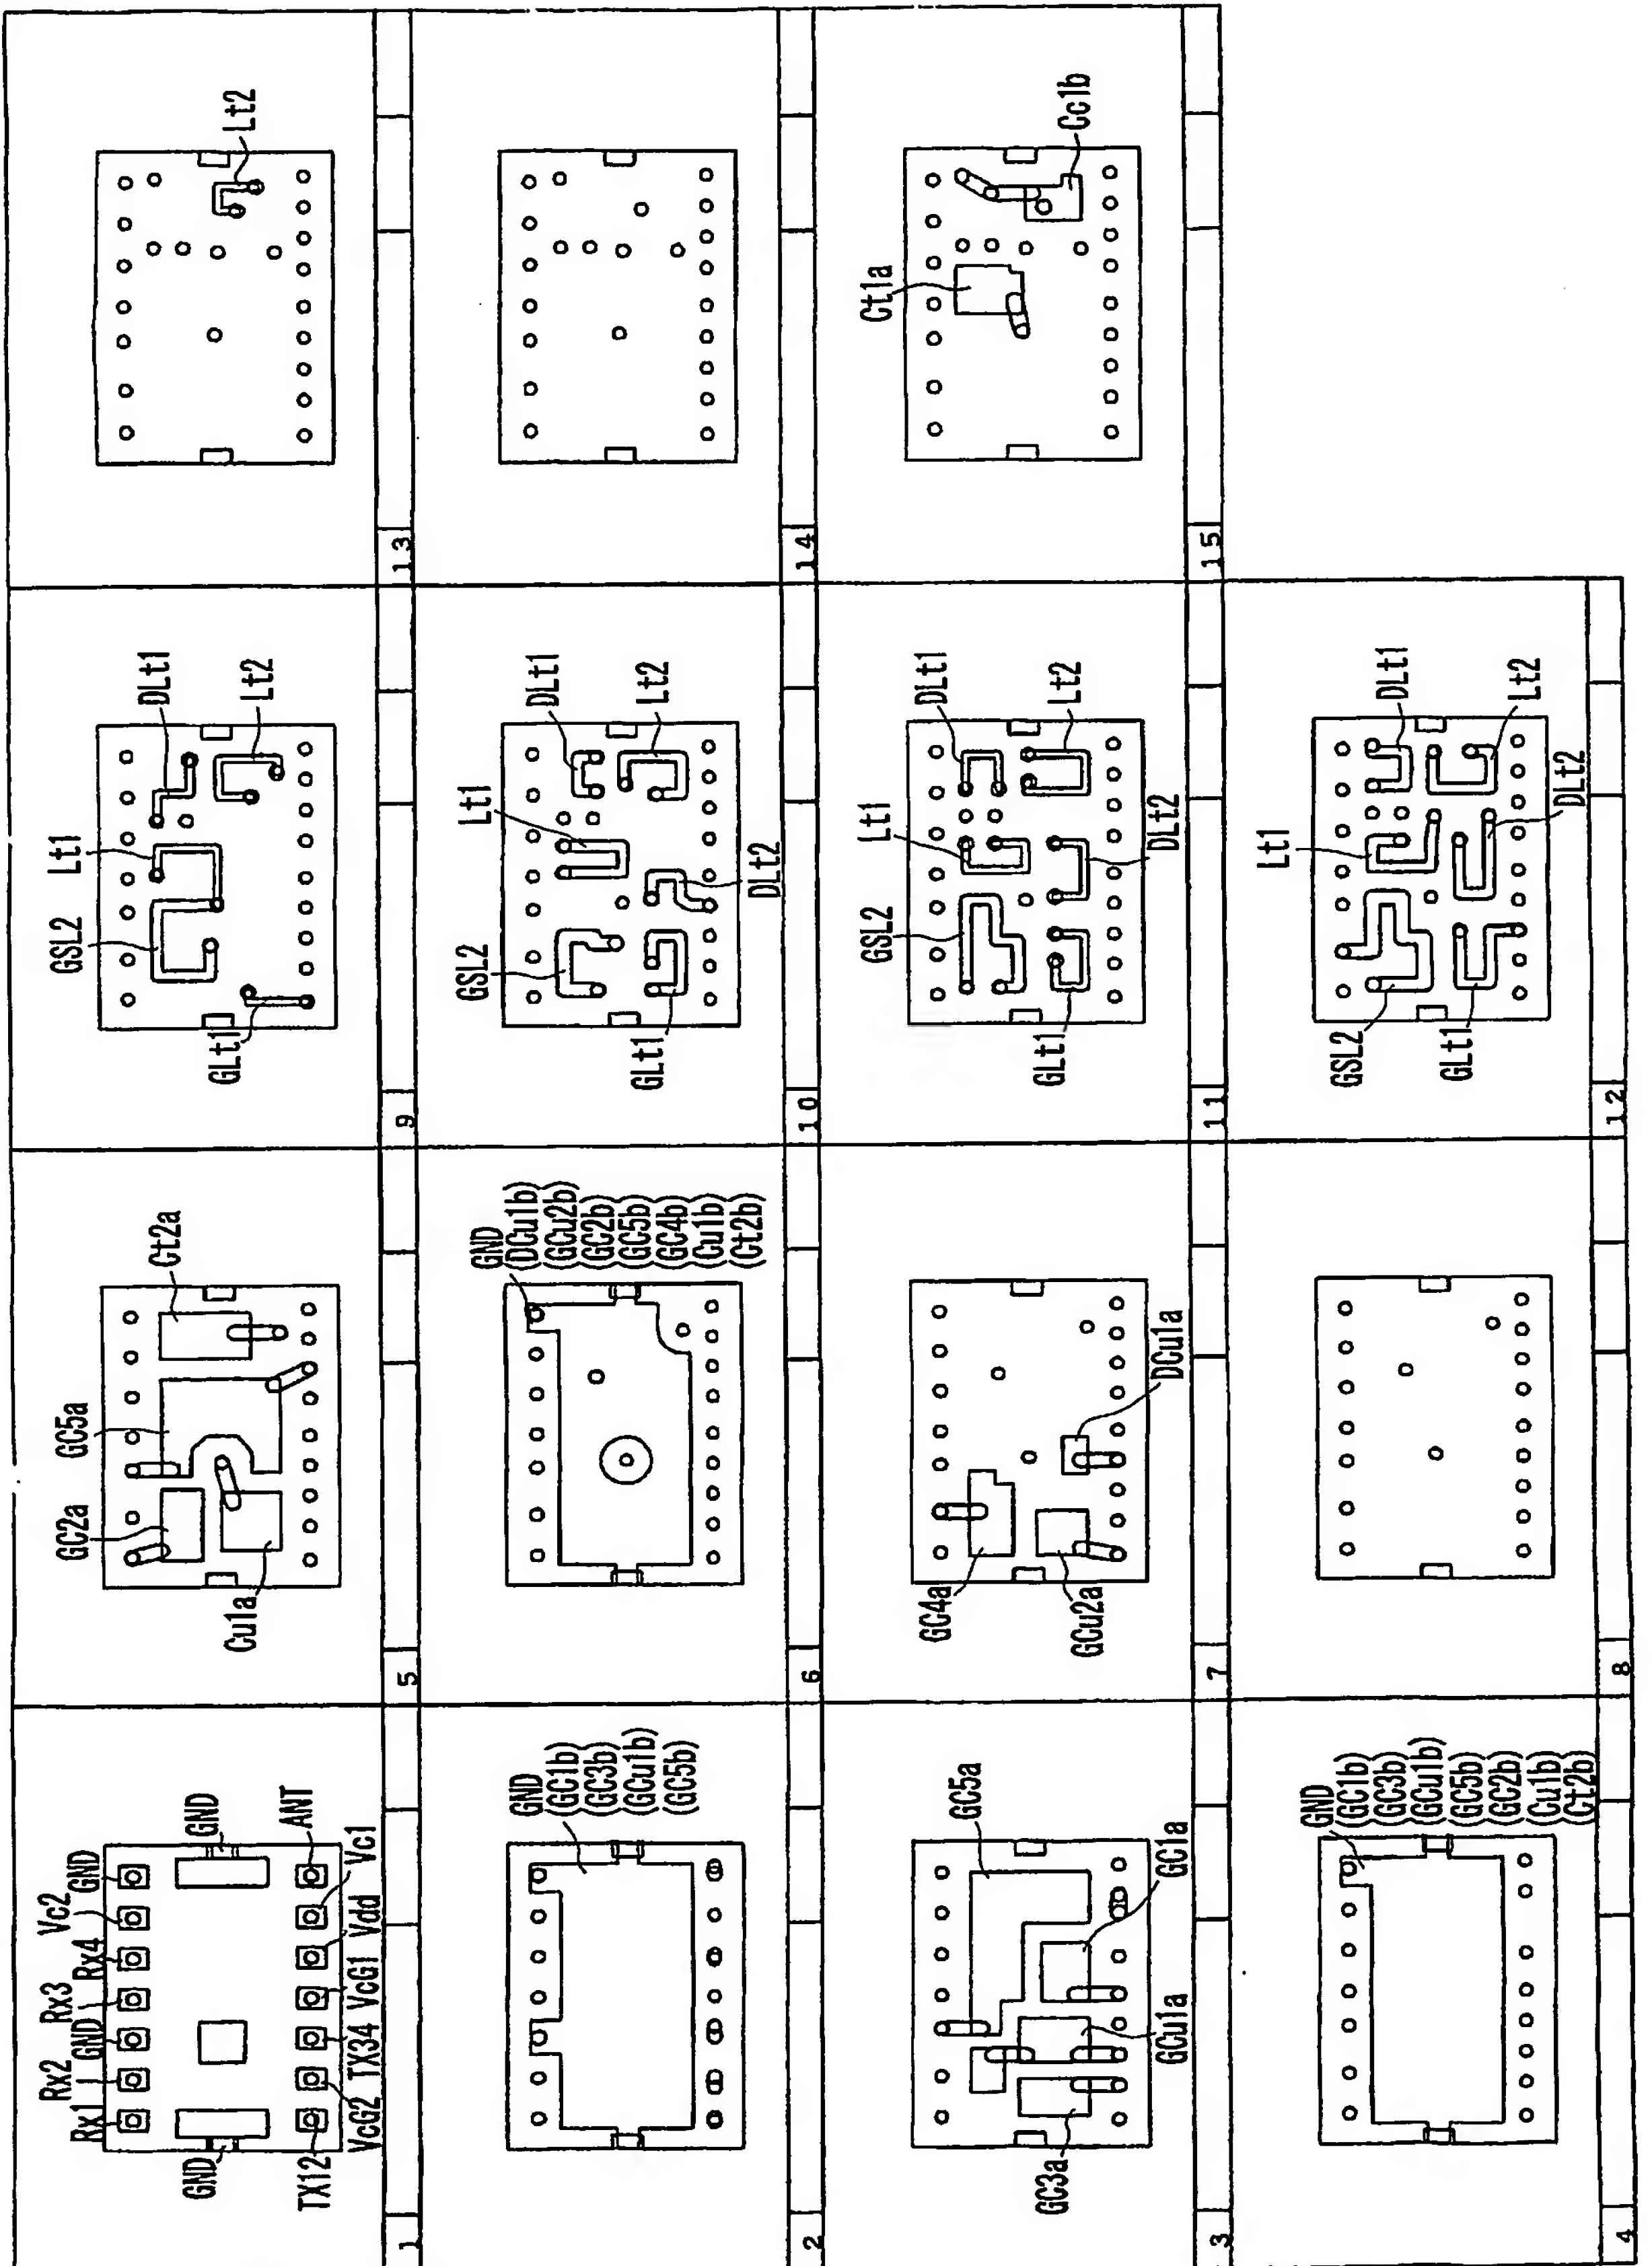 1
Rx1
Rx2
GND
Rx3
Rx4
Vc2
GND
GND
GND
TX12
VcG2
TX34
VcG1
Vdd
Vc1
ANT
2
GND
(GC1b)
(GC3b)
(GCu1b)
(GC5b)
3
GC5a
GC3a
GCu1a
GC1a
4
GND
(GC1b)
(GC3b)
(GCu1b)
(GC5b)
(GC2b)
(Cu1b)
(Ct2b)
5
GC2a
GC5a
Ct2a
Cu1a
6
GND
(DCu1b)
(GCu2b)
(GC2b)
(GC5b)
(GC4b)
(Cu1b)
(Ct2b)
7
GC4a
GCu2a
DCu1a
8
9
GSL2
Lt1
DLt1
GLt1
Lt2
10
GSL2
Lt1
DLt1
GLt1
DLt2
Lt2
11
GSL2
Lt1
DLt1
GLt1
DLt2
Lt2
12
GSL2
Lt1
DLt1
GLt1
DLt2
Lt2
13
Lt2
14
15
Ct1a
Cc1b